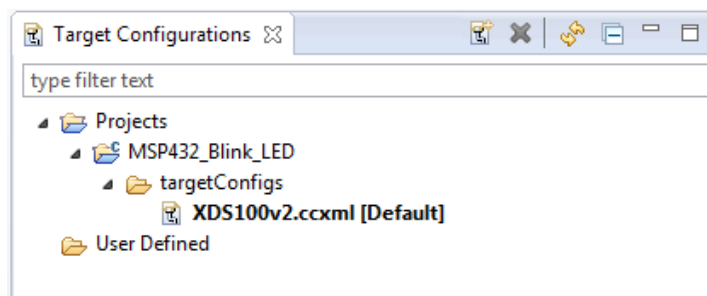 Target Configurations
type filter text
Projects
MSP432_Blink_LED
targetConfigs
XDS100v2.ccxml [Default]
User Defined